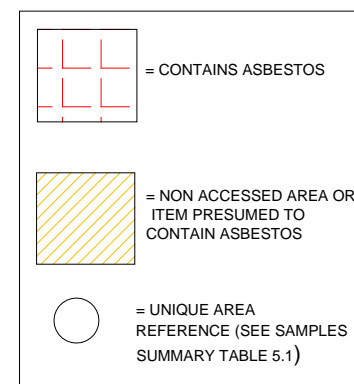 = CONTAINS ASBESTOS
= NON ACCESSED AREA OR
ITEM PRESUMED TO
CONTAIN ASBESTOS
= UNIQUE AREA
REFERENCE (SEE SAMPLES
SUMMARY TABLE 5.1)